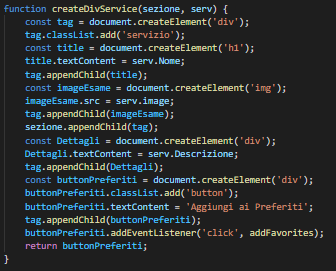 function createDivService(sezione, serv) {
const tag = document.createElement('div');
tag.classList.add('servizio');
const title = document.createElement('h1');
title.textContent = serv.Nome;
tag.appendChild(title);
const imageEsame = document.createElement('img');
imageEsame.src = serv.image;
tag.appendChild(imageEsame);
sezione.appendChild(tag);
const Dettagli = document.createElement('div');
Dettagli.textContent = serv.Descrizione;
tag.appendChild(Dettagli);
const buttonPreferiti = document.createElement('div');
buttonPreferiti.classList.add('button');
buttonPreferiti.textContent = 'Aggiungi ai Preferiti';
tag.appendChild(buttonPreferiti);
buttonPreferiti.addEventListener('click', addFavorites);
return buttonPreferiti;
}